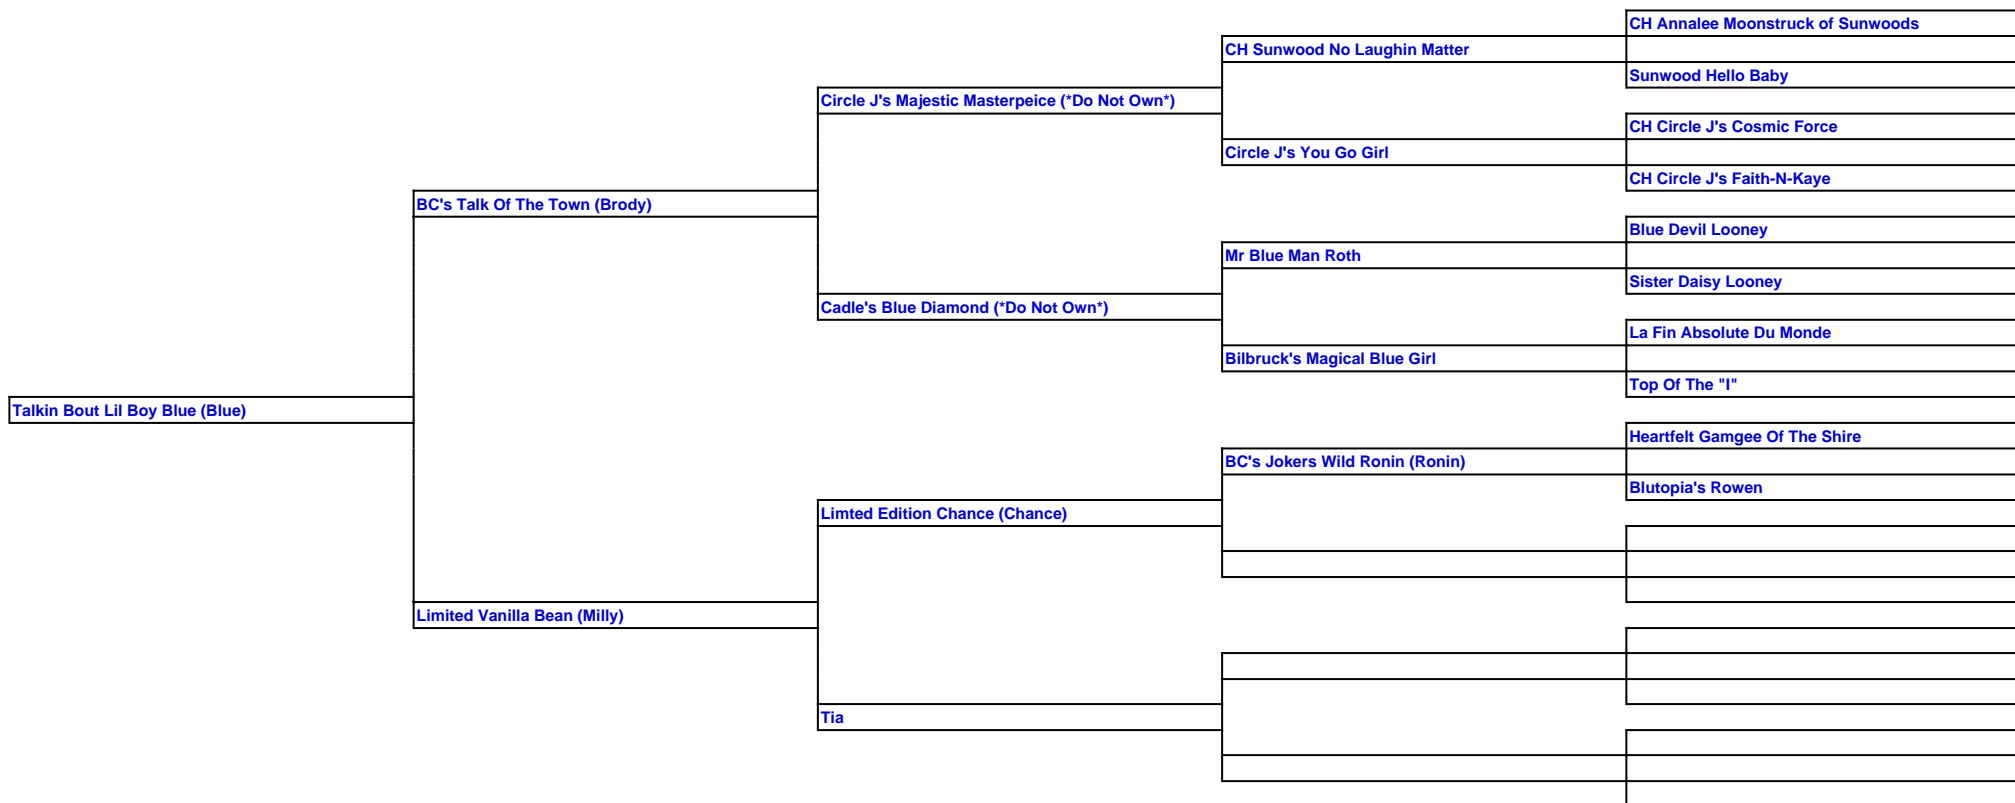 CH Annalee Moonstruck of Sunwoods
CH Sunwood No Laughin Matter
Sunwood Hello Baby
Circle J's Majestic Masterpeice (*Do Not Own*)
CH Circle J's Cosmic Force
Circle J's You Go Girl
CH Circle J's Faith-N-Kaye
BC's Talk Of The Town (Brody)
Blue Devil Looney
Mr Blue Man Roth
Sister Daisy Looney
Cadle's Blue Diamond (*Do Not Own*)
La Fin Absolute Du Monde
Bilbruck's Magical Blue Girl
Top Of The "I"
Talkin Bout Lil Boy Blue (Blue)
Heartfelt Gamgee Of The Shire
BC's Jokers Wild Ronin (Ronin)
Blutopia's Rowen
Limted Edition Chance (Chance)
Limited Vanilla Bean (Milly)
Tia